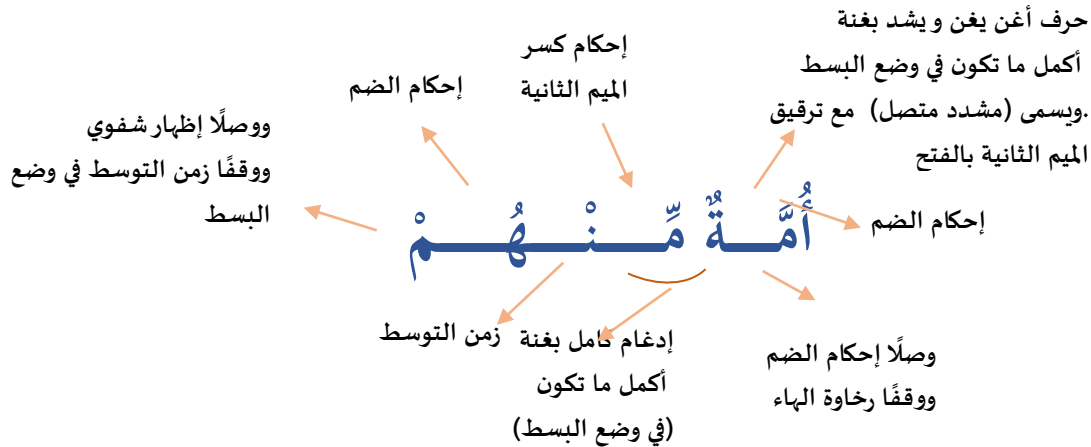 حرف أغن يغن ويشد بغنة
أكمل ما تكون في وضع البسط
.ويسمى (مشدد متصل) مع ترقيق
الميم الثانية بالفتح
إحكام كسر
الميم الثانية
إحكام الضم
ووصلًا إظهار شفوي
ووقفًا زمن التوسط في وضع
البسط
إحكام الضم
أُمَّـــةٌ مِّـــنْـــهُـــمْ
زمن التوسط
إدغام كامل بغنة
أكمل ما تكون
(في وضع البسط)
وصلًا إحكام الضم
ووقفًا رخاوة الهاء